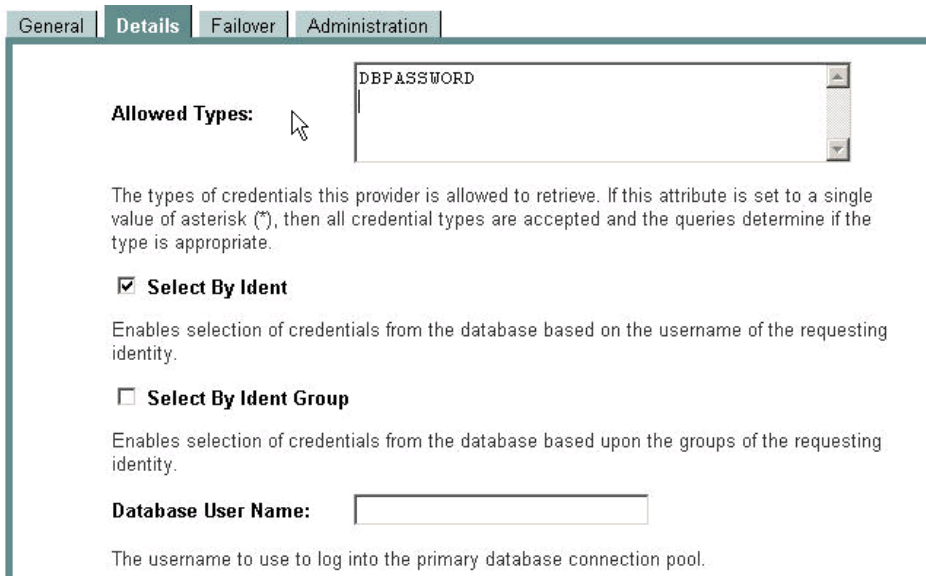 General Details Failover Administration
DBPASSWORD
Allowed Types:
The types of credentials this provider is allowed to retrieve. If this attribute is set to a single
value of asterisk (*), then all credential types are accepted and the queries determine if the
type is appropriate.
Select By Ident
Enables selection of credentials from the database based on the username of the requesting
identity.
Select By Ident Group
Enables selection of credentials from the database based upon the groups of the requesting
identity.
Database User Name:
The username to use to log into the primary database connection pool.